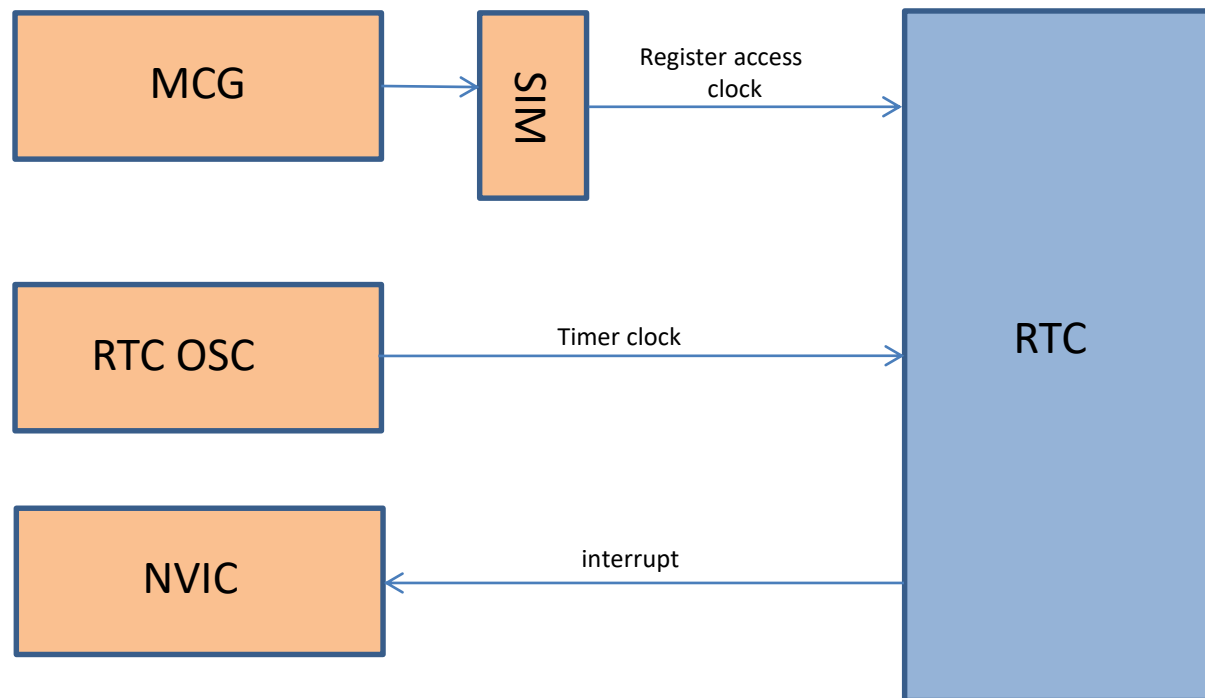 MCG
SIM
Register access
clock
RTC OSC
Timer clock
RTC
NVIC
interrupt